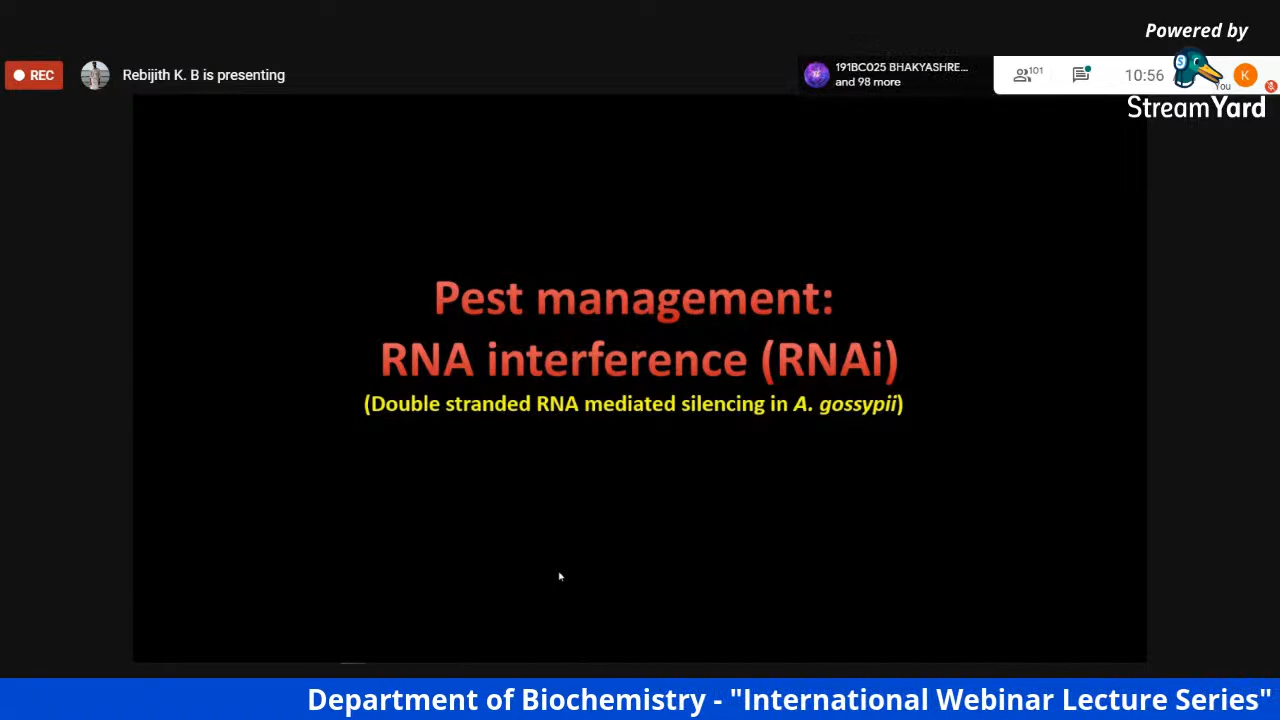 Powered by
REC
Rebijith K. B is presenting
191BC025 BHAKYASHRE...
and 98 more
101
10:56
S
You
K
StreamYard
Pest management:
RNA interference (RNAi)
(Double stranded RNA mediated silencing in A. gossypii)
Department of Biochemistry - "International Webinar Lecture Series"